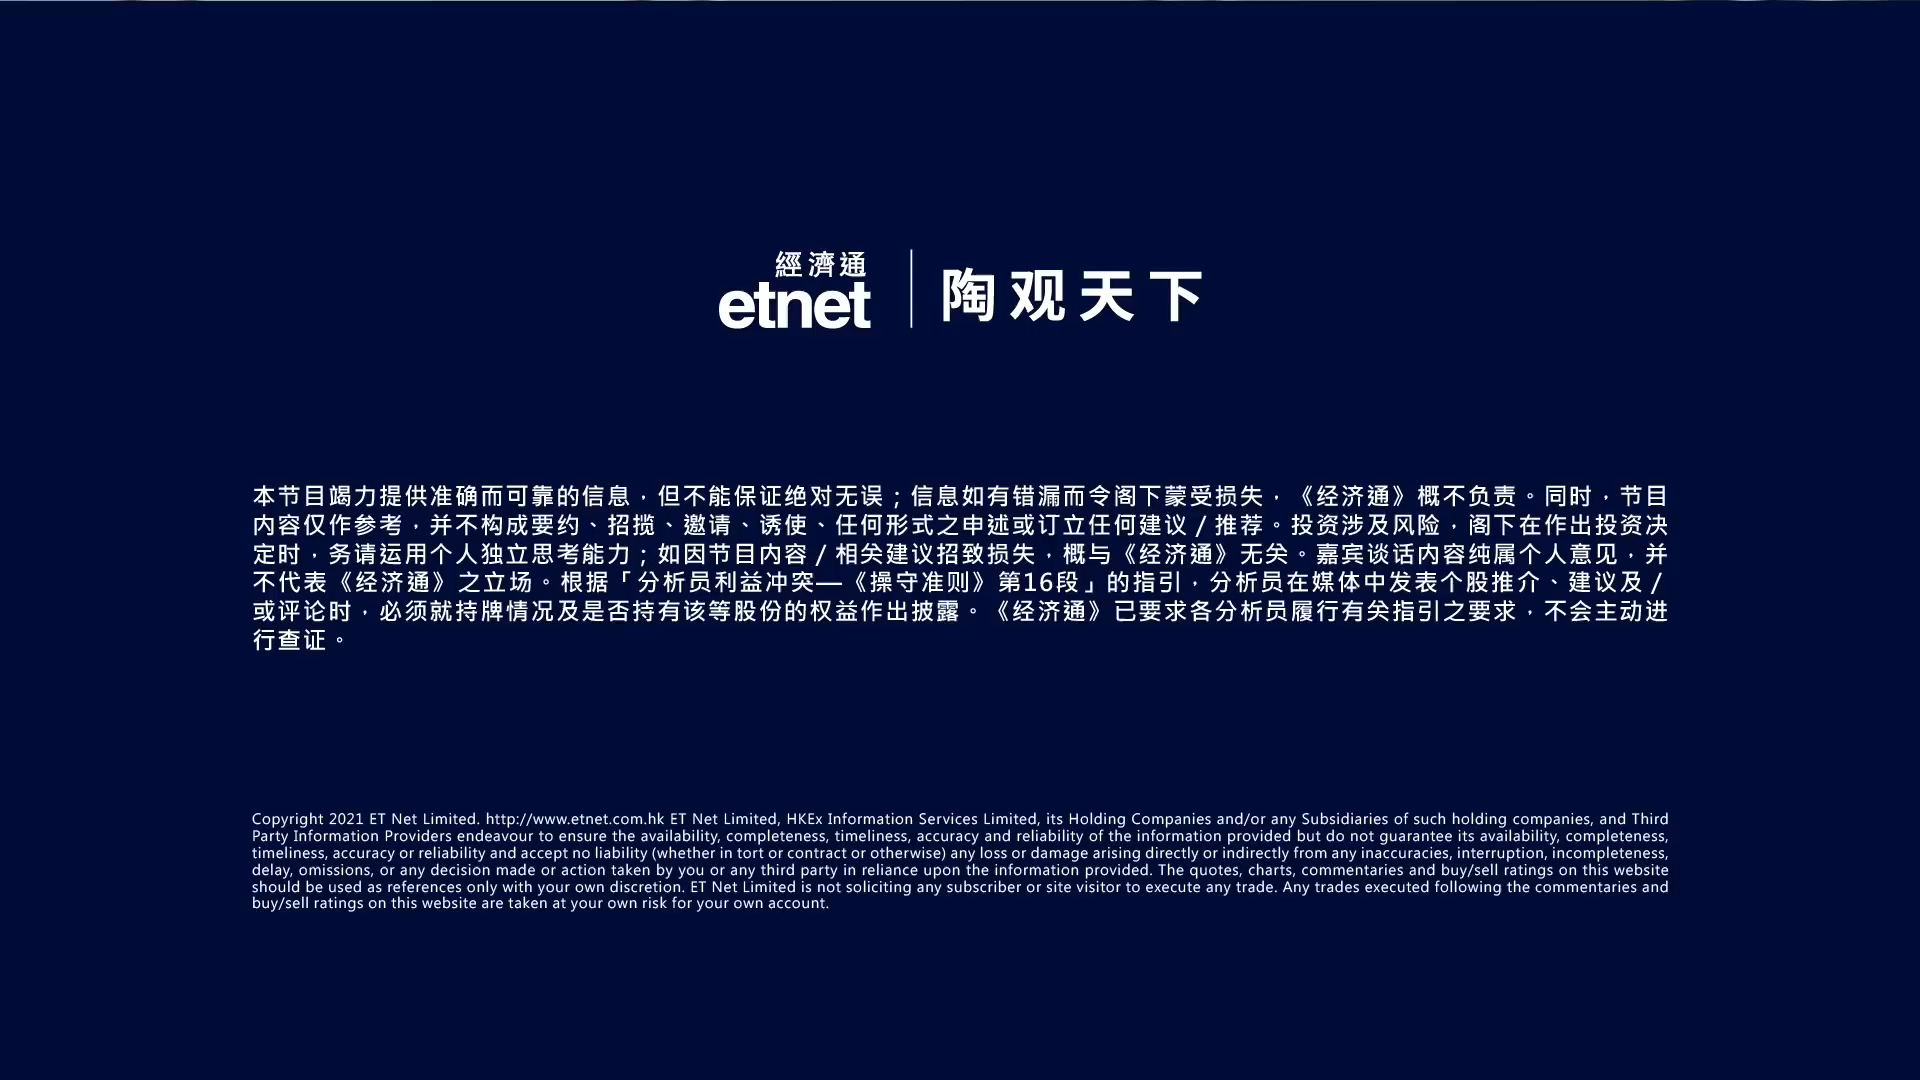 經濟通
etnet
陶观天下
本节目竭力提供准确而可靠的信息，但不能保证绝对无误；信息如有错漏而令阁下蒙受损失，《经济通》概不负责。同时，节目
内容仅作参考，并不构成要约、招揽、邀请、诱使、任何形式之申述或订立任何建议 / 推荐。投资涉及风险，阁下在作出投资决
定时，务请运用个人独立思考能力；如因节目内容 / 相关建议招致损失，概与《经济通》无关。嘉宾谈话内容纯属个人意见，并
不代表《经济通》之立场。根据「分析员利益冲突—《操守准则》第16段」的指引，分析员在媒体中发表个股推介、建议及 /
或评论时，必须就持牌情况及是否持有该等股份的权益作出披露。《经济通》已要求各分析员履行有关指引之要求，不会主动进
行查证。
Copyright 2021 ET Net Limited. http://www.etnet.com.hk ET Net Limited, HKEx Information Services Limited, its Holding Companies and/or any Subsidiaries of such holding companies, and Third
Party Information Providers endeavour to ensure the availability, completeness, timeliness, accuracy and reliability of the information provided but do not guarantee its availability, completeness,
timeliness, accuracy or reliability and accept no liability (whether in tort or contract or otherwise) any loss or damage arising directly or indirectly from any inaccuracies, interruption, incompleteness,
delay, omissions, or any decision made or action taken by you or any third party in reliance upon the information provided. The quotes, charts, commentaries and buy/sell ratings on this website
should be used as references only with your own discretion. ET Net Limited is not soliciting any subscriber or site visitor to execute any trade. Any trades executed following the commentaries and
buy/sell ratings on this website are taken at your own risk for your own account.